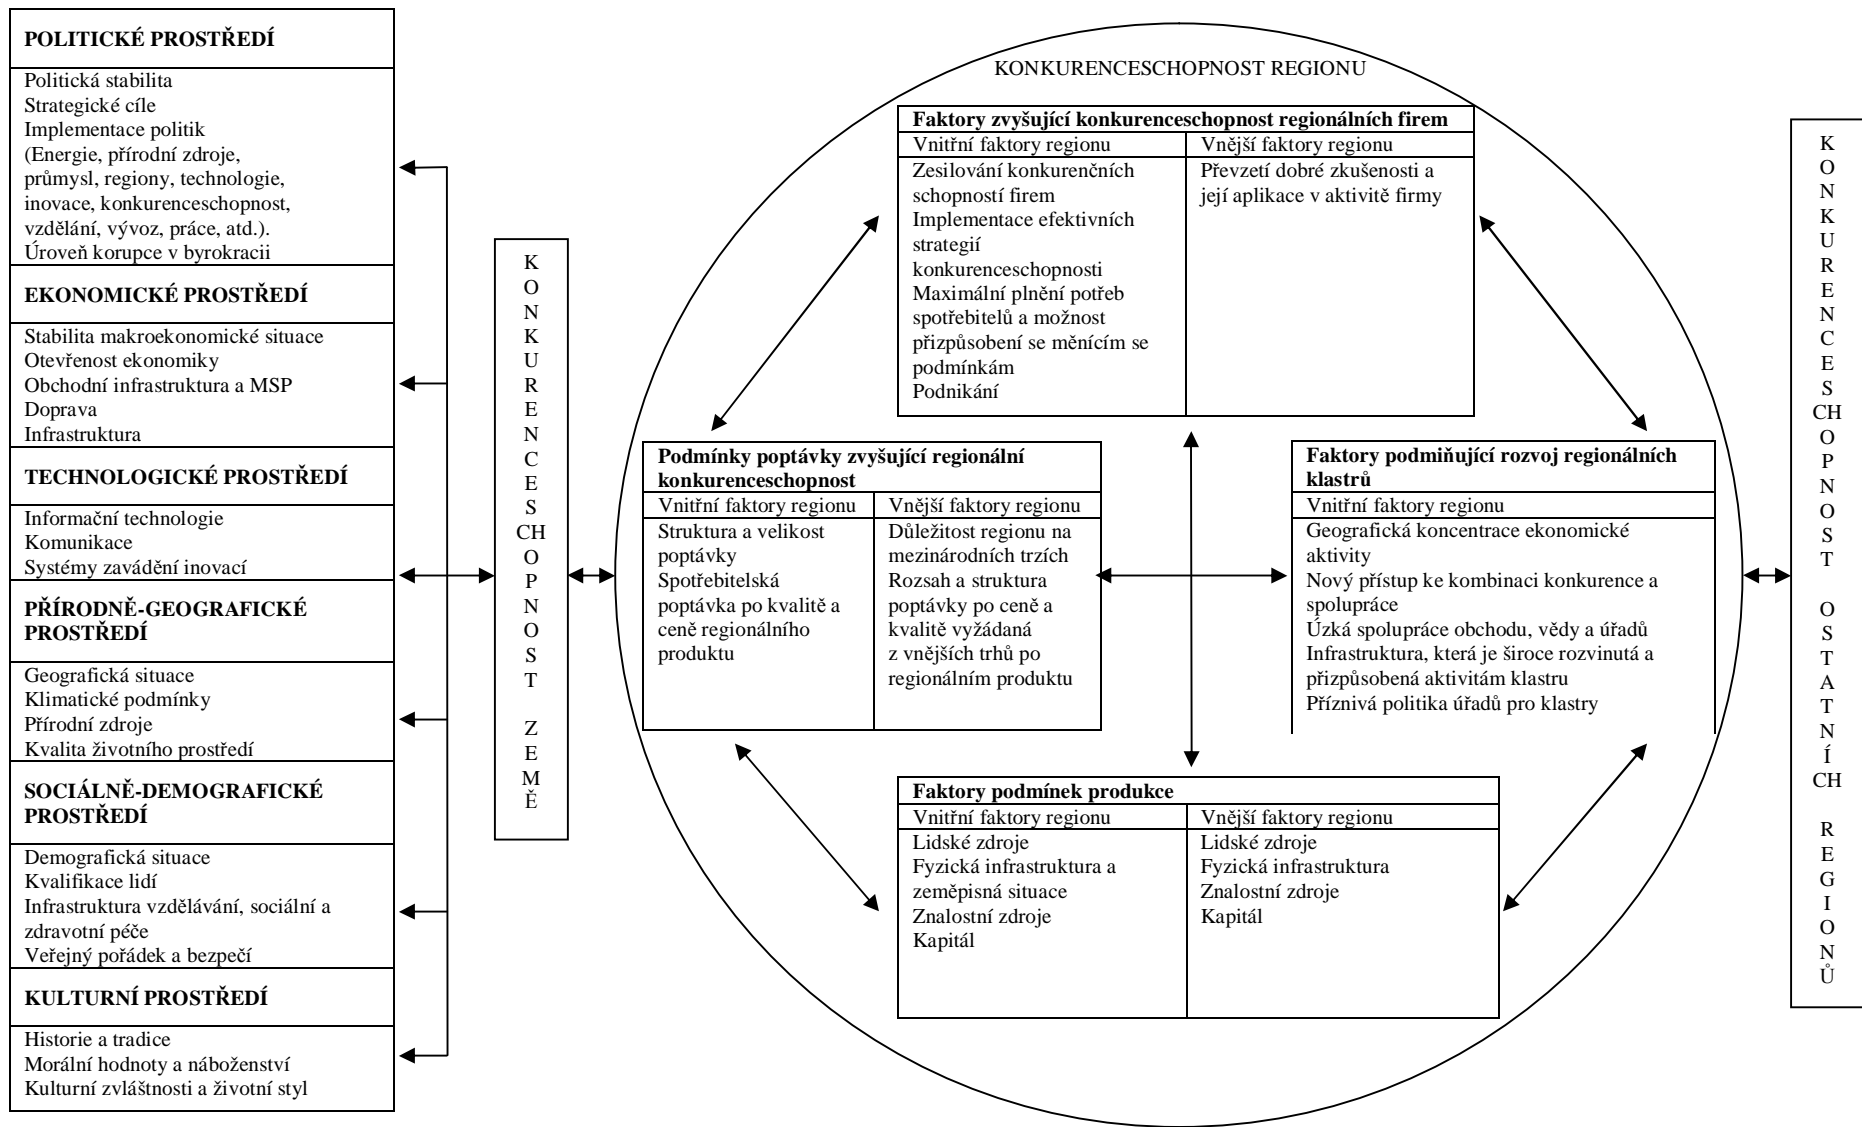 POLITICKÉ PROSTŘEDÍ
Politická stabilita
Strategické cíle
Implementace politik
(Energie, přírodní zdroje,
průmysl, regiony, technologie,
inovace, konkurenceschopnost,
vzdělání, vývoz, práce, atd.).
Úroveň korupce v byrokracii
EKONOMICKÉ PROSTŘEDÍ
Stabilita makroekonomické situace
Otevřenost ekonomiky
Obchodní infrastruktura a MSP
Doprava
Infrastruktura
TECHNOLOGICKÉ PROSTŘEDÍ
Informační technologie
Komunikace
Systémy zavádění inovací
PŘÍRODNĚ-GEOGRAFICKÉ
PROSTŘEDÍ
Geografická situace
Klimatické podmínky
Přírodní zdroje
Kvalita životního prostředí
SOCIÁLNĚ-DEMOGRAFICKÉ
PROSTŘEDÍ
Demografická situace
Kvalifikace lidí
Infrastruktura vzdělávání, sociální a
zdravotní péče
Veřejný pořádek a bezpečí
KULTURNÍ PROSTŘEDÍ
Historie a tradice
Morální hodnoty a náboženství
Kulturní zvláštnosti a životní styl
KONKURENCESCHOPNOST ZEMĚ
KONKURENCESCHOPNOST REGIONU
Faktory zvyšující konkurenceschopnost regionálních firem
Vnitřní faktory regionu
Zesilování konkurenčních
schopností firem
Implementace efektivních
strategií
konkurenceschopnosti
Maximální plnění potřeb
spotřebitelů a možnost
přizpůsobení se měnícím se
podmínkám
Podnikání
Vnější faktory regionu
Převzetí dobré zkušenosti a
její aplikace v aktivitě firmy
Podmínky poptávky zvyšující regionální
konkurenceschopnost
Vnitřní faktory regionu
Struktura a velikost
poptávky
Spotřebitelská
poptávka po kvalitě a
ceně regionálního
produktu
Vnější faktory regionu
Důležitost regionu na
mezinárodních trzích
Rozsah a struktura
poptávky po ceně a
kvalitě vyžádaná
z vnějších trhů po
regionálním produktu
Faktory podmiňující rozvoj regionálních
klastrů
Vnitřní faktory regionu
Geografická koncentrace ekonomické
aktivity
Nový přístup ke kombinaci konkurence a
spolupráce
Úzká spolupráce obchodu, vědy a úřadů
Infrastruktura, která je široce rozvinutá a
přizpůsobená aktivitám klastru
Příznivá politika úřadů pro klastry
Faktory podmínek produkce
Vnitřní faktory regionu
Lidské zdroje
Fyzická infrastruktura a
zeměpisná situace
Znalostní zdroje
Kapitál
Vnější faktory regionu
Lidské zdroje
Fyzická infrastruktura
Znalostní zdroje
Kapitál
KONKURENCESCHOPNOST OSTATNÍCH REGIONŮ